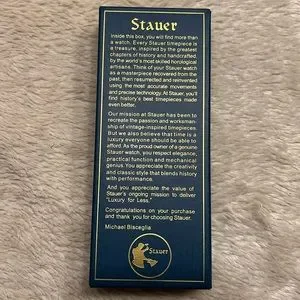 Stauer
Inside this box, you will find more than
a watch. Every Stauer timepiece is
a treasure, inspired by the greatest
chapters of history and handcrafted
by the world's most skilled horological
artisans. Think of your Stauer watch
as a masterpiece recovered from the
past, then resurrected and reinvented
using the most accurate movements
and precise technology. At Stauer, you'll
find history's best timepieces made
even better.
Our mission at Stauer has been to
recreate the passion and workman-
ship of vintage-inspired timepieces.
But we also believe that time is a
luxury everyone should be able to
afford. As the proud owner of a genuine
Stauer watch, you respect elegance,
practical function and mechanical
genius. You appreciate the creativity
and classic style that blends history
with performance.
And you appreciate the value of
Stauer's ongoing mission to deliver
"Luxury for Less."
Congratulations on your purchase
and thank you for choosing Stauer.
Michael Bisceglia
Stauer